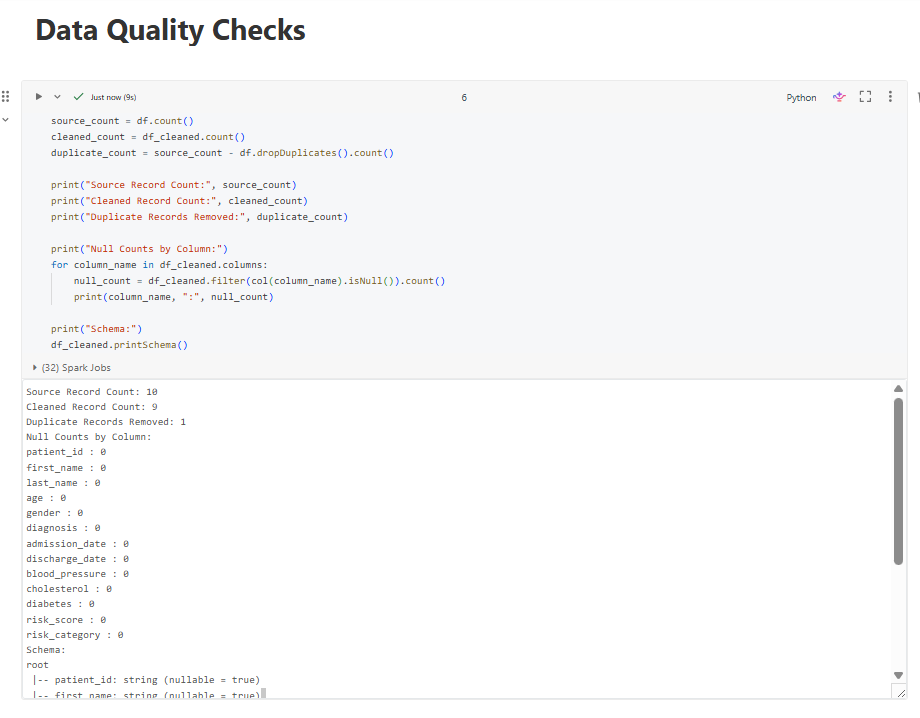 Data Quality Checks
Just now (9s)
6
Python
source_count = df.count()
cleaned_count = df_cleaned.count()
duplicate_count = source_count - df.dropDuplicates().count()
print("Source Record Count:", source_count)
print("Cleaned Record Count:", cleaned_count)
print("Duplicate Records Removed:", duplicate_count)
print("Null Counts by Column:")
for column_name in df_cleaned.columns:
    null_count = df_cleaned.filter(col(column_name).isNull()).count()
    print(column_name, ":", null_count)
print("Schema:")
df_cleaned.printSchema()
(32) Spark Jobs
Source Record Count: 10
Cleaned Record Count: 9
Duplicate Records Removed: 1
Null Counts by Column:
patient_id : 0
first_name : 0
last_name : 0
age : 0
gender : 0
diagnosis : 0
admission_date : 0
discharge_date : 0
blood_pressure : 0
cholesterol : 0
diabetes : 0
risk_score : 0
risk_category : 0
Schema:
root
 |-- patient_id: string (nullable = true)
 |-- first_name: string (nullable = true)